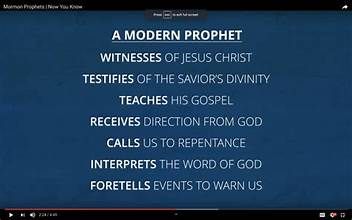 Mormon Prophets | Now You Know
Press esc to exit full screen
A MODERN PROPHET
WITNESSES OF JESUS CHRIST
TESTIFIES OF THE SAVIOR'S DIVINITY
TEACHES HIS GOSPEL
RECEIVES DIRECTION FROM GOD
CALLS US TO REPENTANCE
INTERPRETS THE WORD OF GOD
FORETELLS EVENTS TO WARN US
2:24 / 4:45